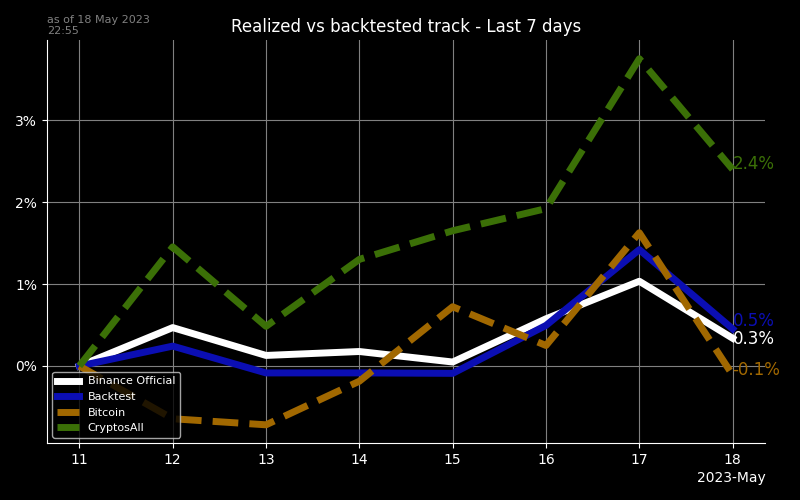 as of 18 May 2023
22:55
Realized vs backtested track - Last 7 days
3%
2%
1%
0%
2.4%
0.5%
0.3%
-0.1%
Binance Official
Backtest
Bitcoin
CryptosAll
11 12 13 14 15 16 17 18
2023-May